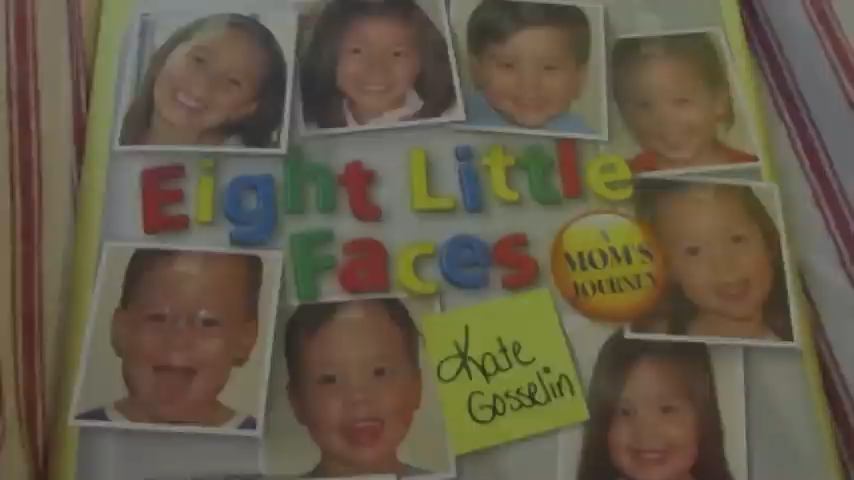 Eight Little
Faces
A
MOM'S
JOURNEY
Kate
Gosselin